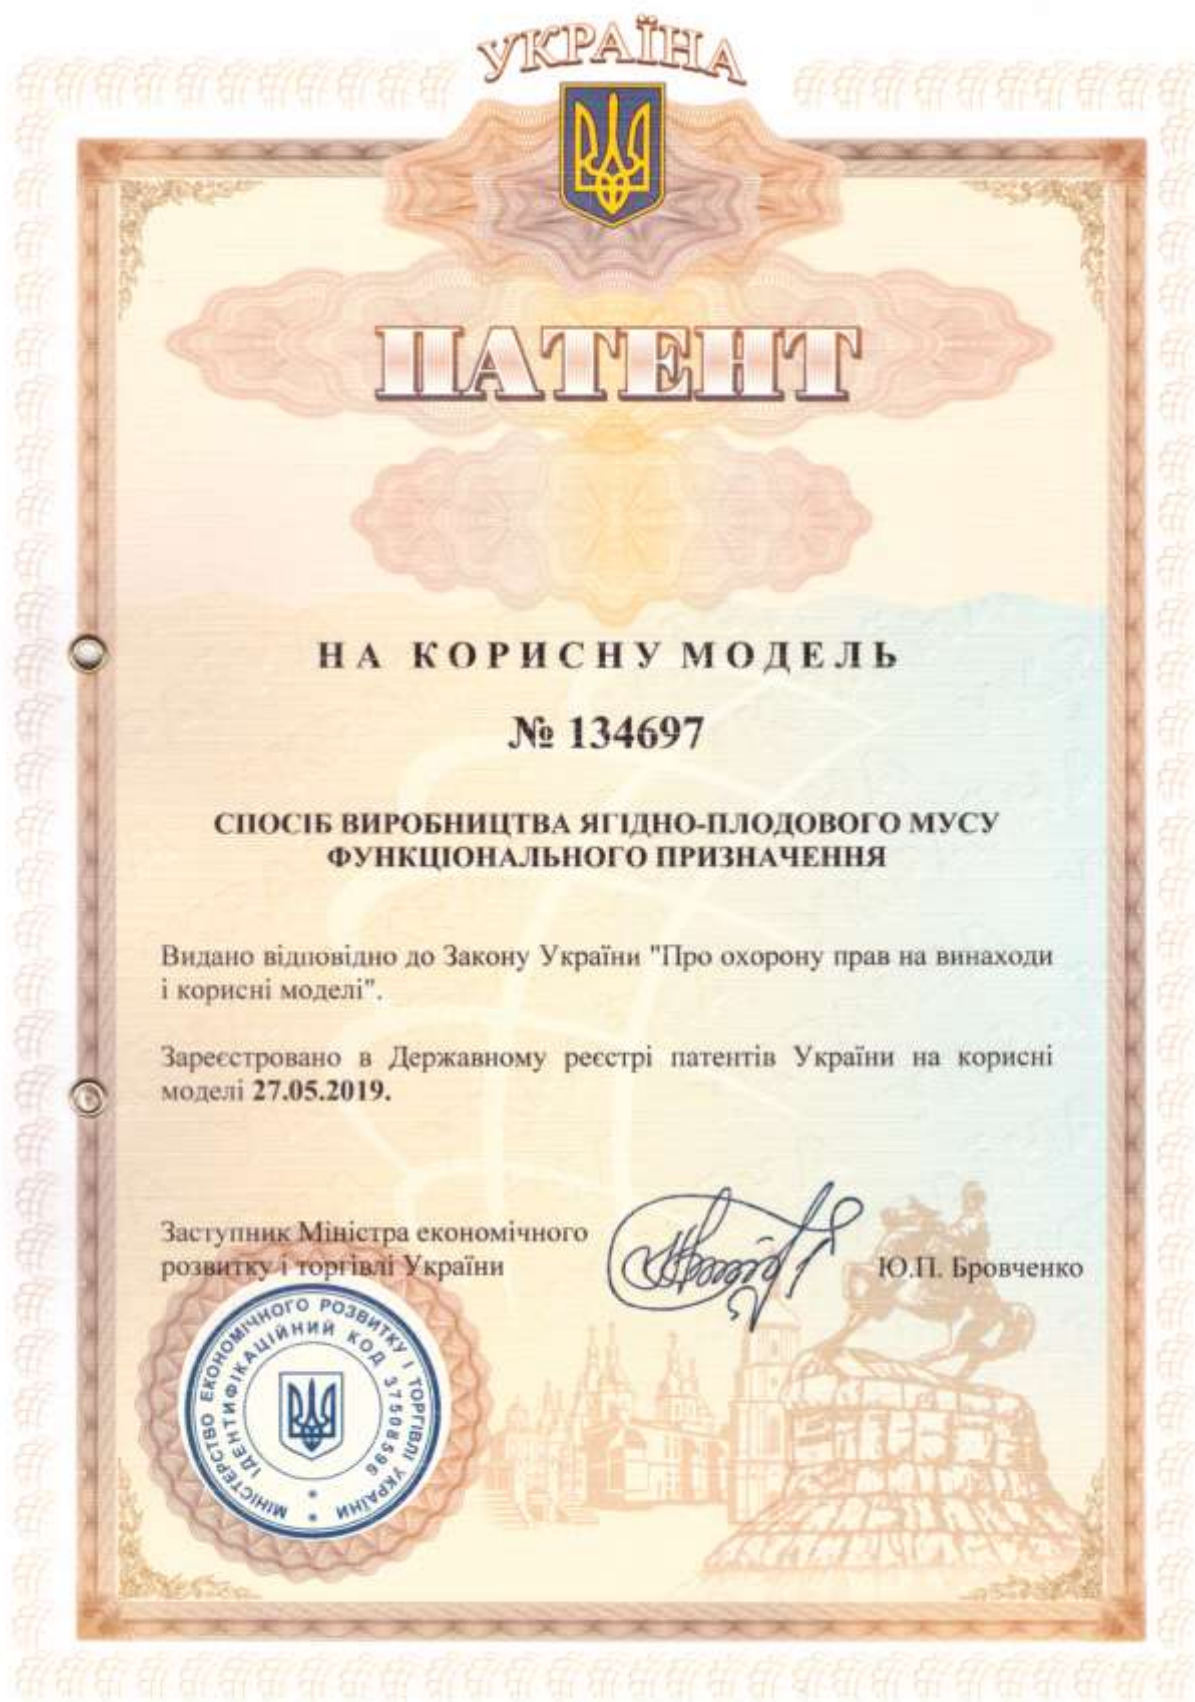 УКРАЇНА
ПАТЕНТ
НА КОРИСНУ МОДЕЛЬ
№ 134697
СПОСІБ ВИРОБНИЦТВА ЯГІДНО-ПЛОДОВОГО МУСУ
ФУНКЦІОНАЛЬНОГО ПРИЗНАЧЕННЯ
Видано відповідно до Закону України "Про охорону прав на винаходи
і корисні моделі".
Зареєстровано в Державному реєстрі патентів України на корисні
моделі 27.05.2019.
Заступник Міністра економічного
розвитку і торгівлі України
Ю.П. Бровченко
МІНІСТЕРСТВО ЕКОНОМІЧНОГО РОЗВИТКУ І ТОРГІВЛІ УКРАЇНИ *
ІДЕНТИФІКАЦІЙНИЙ КОД 37508596